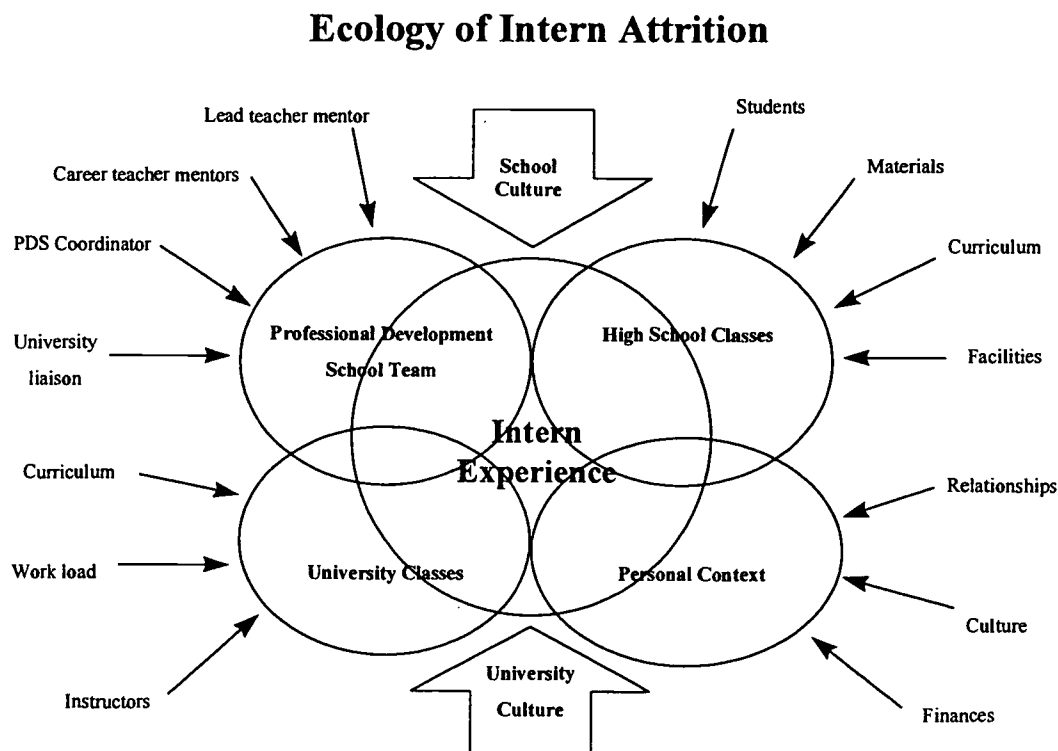 Ecology of Intern Attrition
Lead teacher mentor
Students
School
Culture
Career teacher mentors
Materials
PDS Coordinator
Curriculum
Professional Development
School Team
High School Classes
University
liaison
Facilities
Intern
Experience
Curriculum
Relationships
Work load
University Classes
Personal Context
Culture
Instructors
University
Culture
Finances